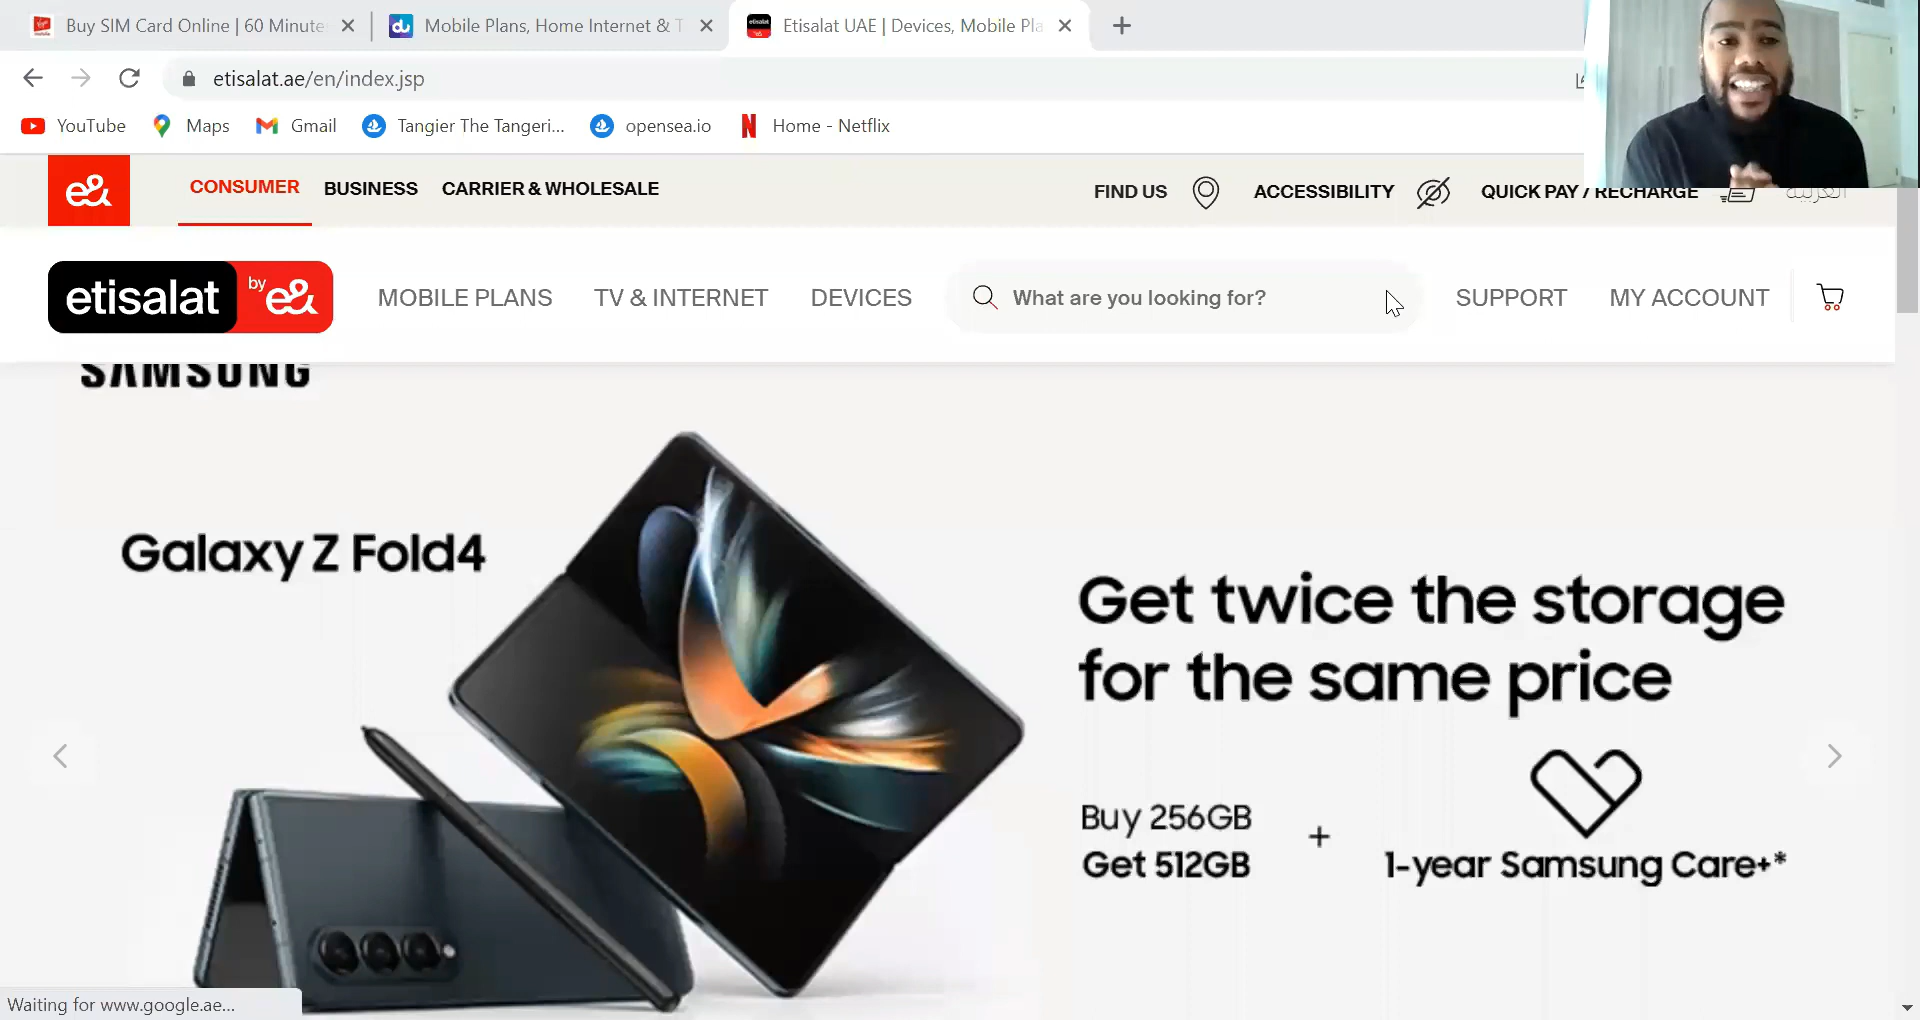 Buy SIM Card Online | 60 Minute
Mobile Plans, Home Internet & T
Etisalat UAE | Devices, Mobile Pla
etisalat.ae/en/index.jsp
YouTube
Maps
Gmail
Tangier The Tangeri...
opensea.io
Home - Netflix
e&
CONSUMER
BUSINESS
CARRIER & WHOLESALE
FIND US
ACCESSIBILITY
QUICK PAY / RECHARGE
العربية
etisalat by e&
MOBILE PLANS
TV & INTERNET
DEVICES
What are you looking for?
SUPPORT
MY ACCOUNT
SAMSUNG
Galaxy Z Fold4
Get twice the storage
for the same price
Buy 256GB
Get 512GB
+
1-year Samsung Care+*
Waiting for www.google.ae...